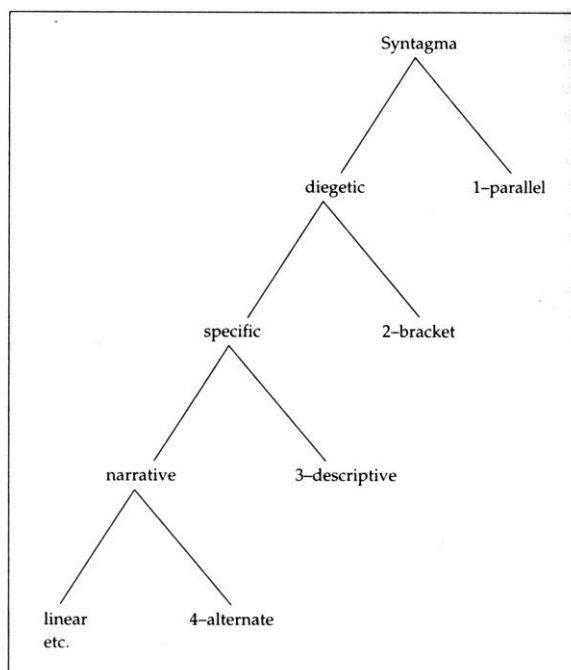 Syntagma
diegetic
1–parallel
specific
2–bracket
narrative
3–descriptive
linear
etc.
4–alternate